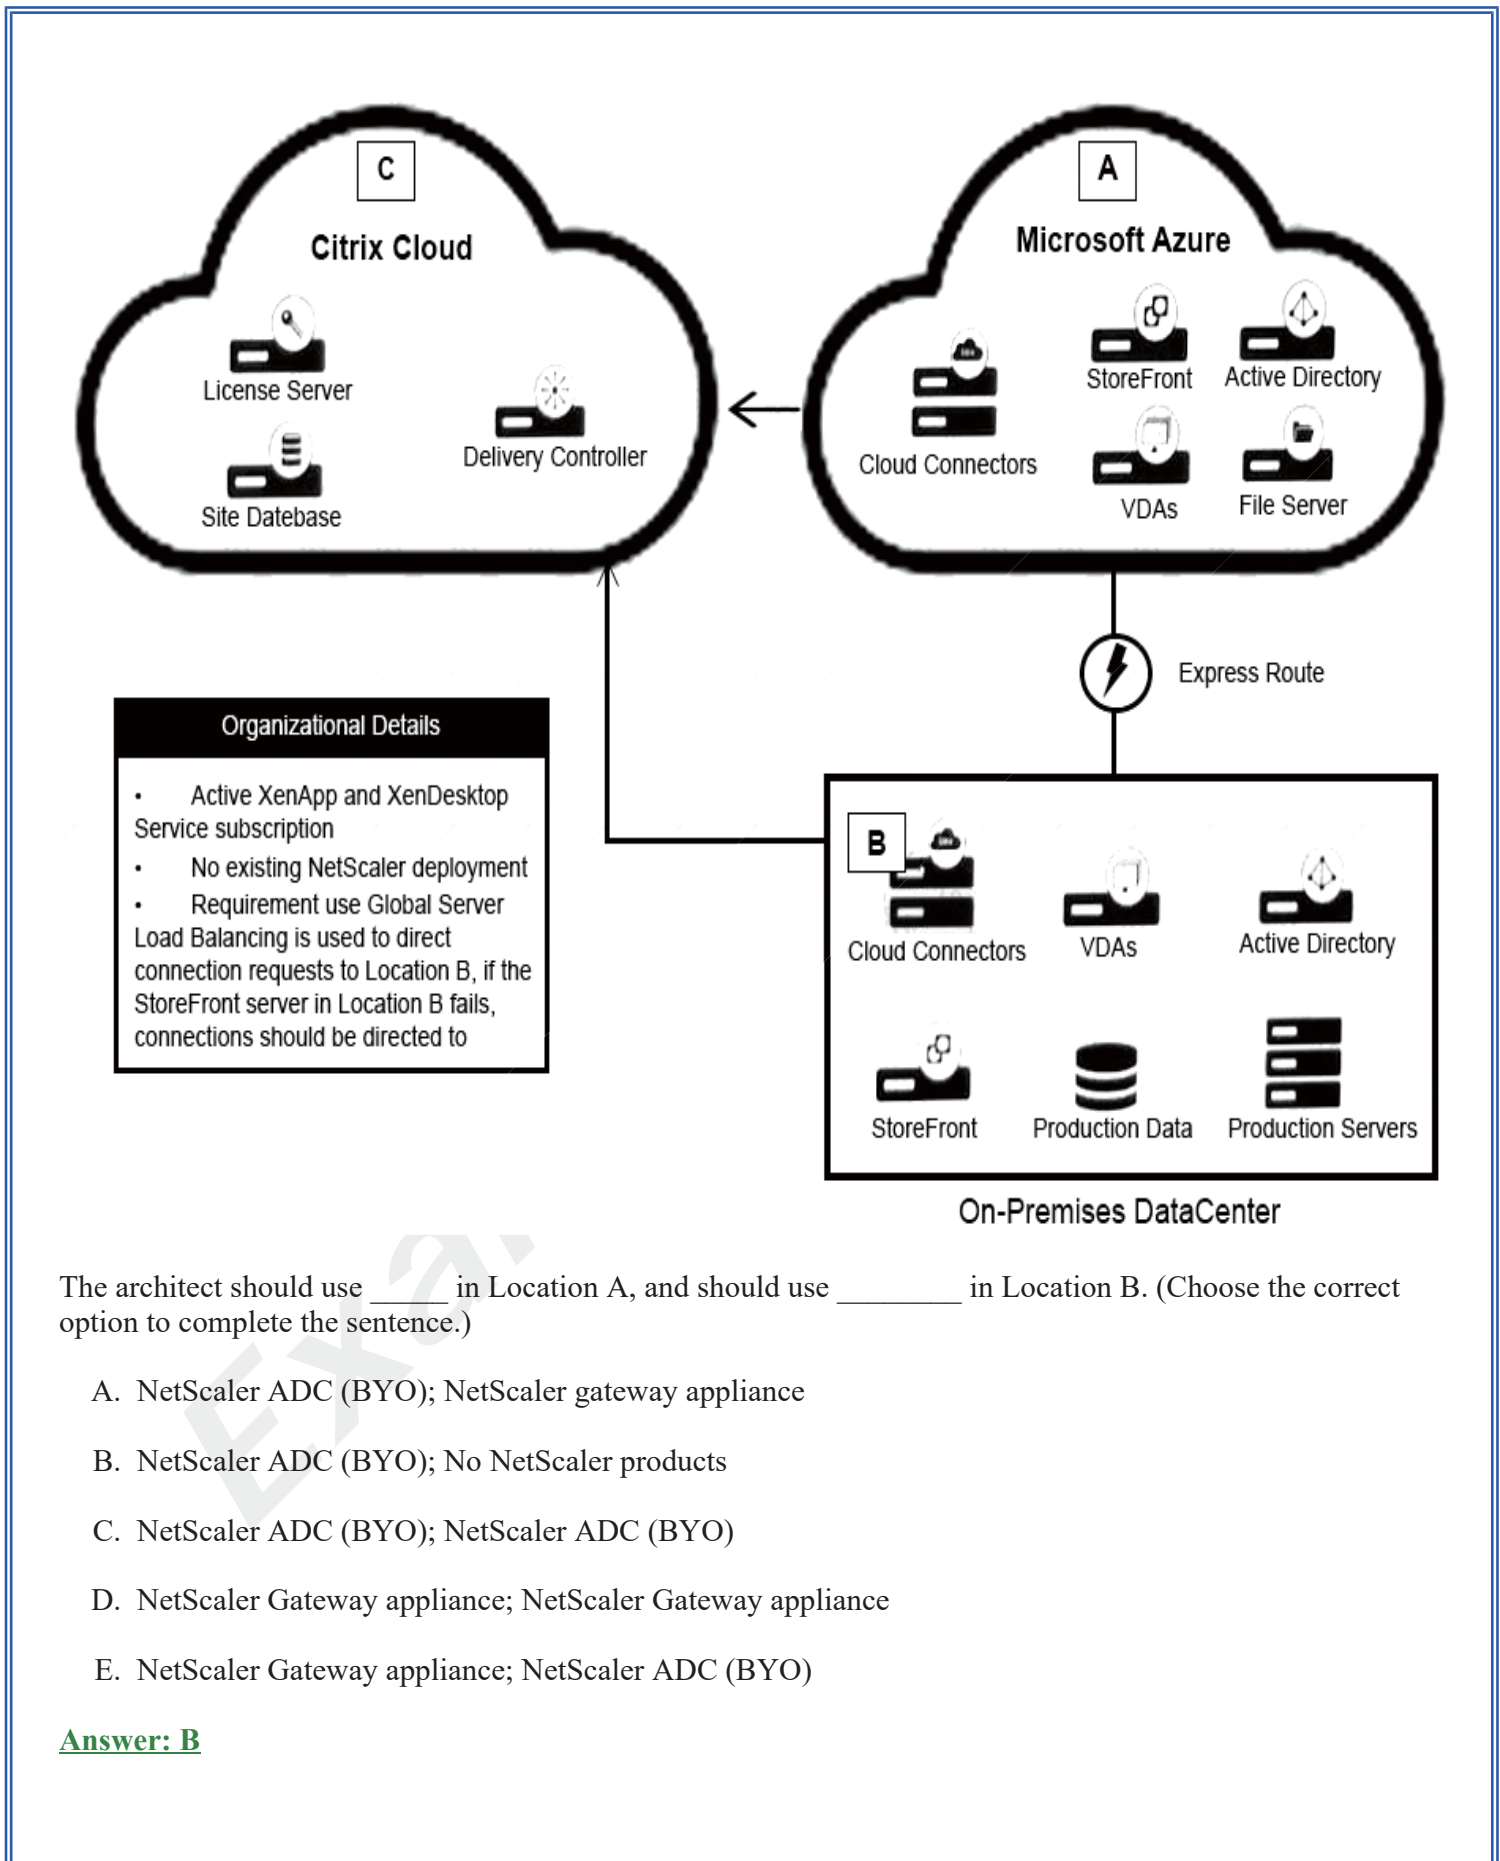 C
Citrix Cloud
License Server
Delivery Controller
Site Datebase
A
Microsoft Azure
StoreFront
Active Directory
Cloud Connectors
VDAs
File Server
Express Route
Organizational Details
• Active XenApp and XenDesktop
Service subscription
• No existing NetScaler deployment
• Requirement use Global Server
Load Balancing is used to direct
connection requests to Location B, if the
StoreFront server in Location B fails,
connections should be directed to
B
Cloud Connectors
VDAs
Active Directory
StoreFront
Production Data
Production Servers
On-Premises DataCenter
Exa
The architect should use _____ in Location A, and should use ________ in Location B. (Choose the correct
option to complete the sentence.)
A. NetScaler ADC (BYO); NetScaler gateway appliance
B. NetScaler ADC (BYO); No NetScaler products
C. NetScaler ADC (BYO); NetScaler ADC (BYO)
D. NetScaler Gateway appliance; NetScaler Gateway appliance
E. NetScaler Gateway appliance; NetScaler ADC (BYO)
Answer: B